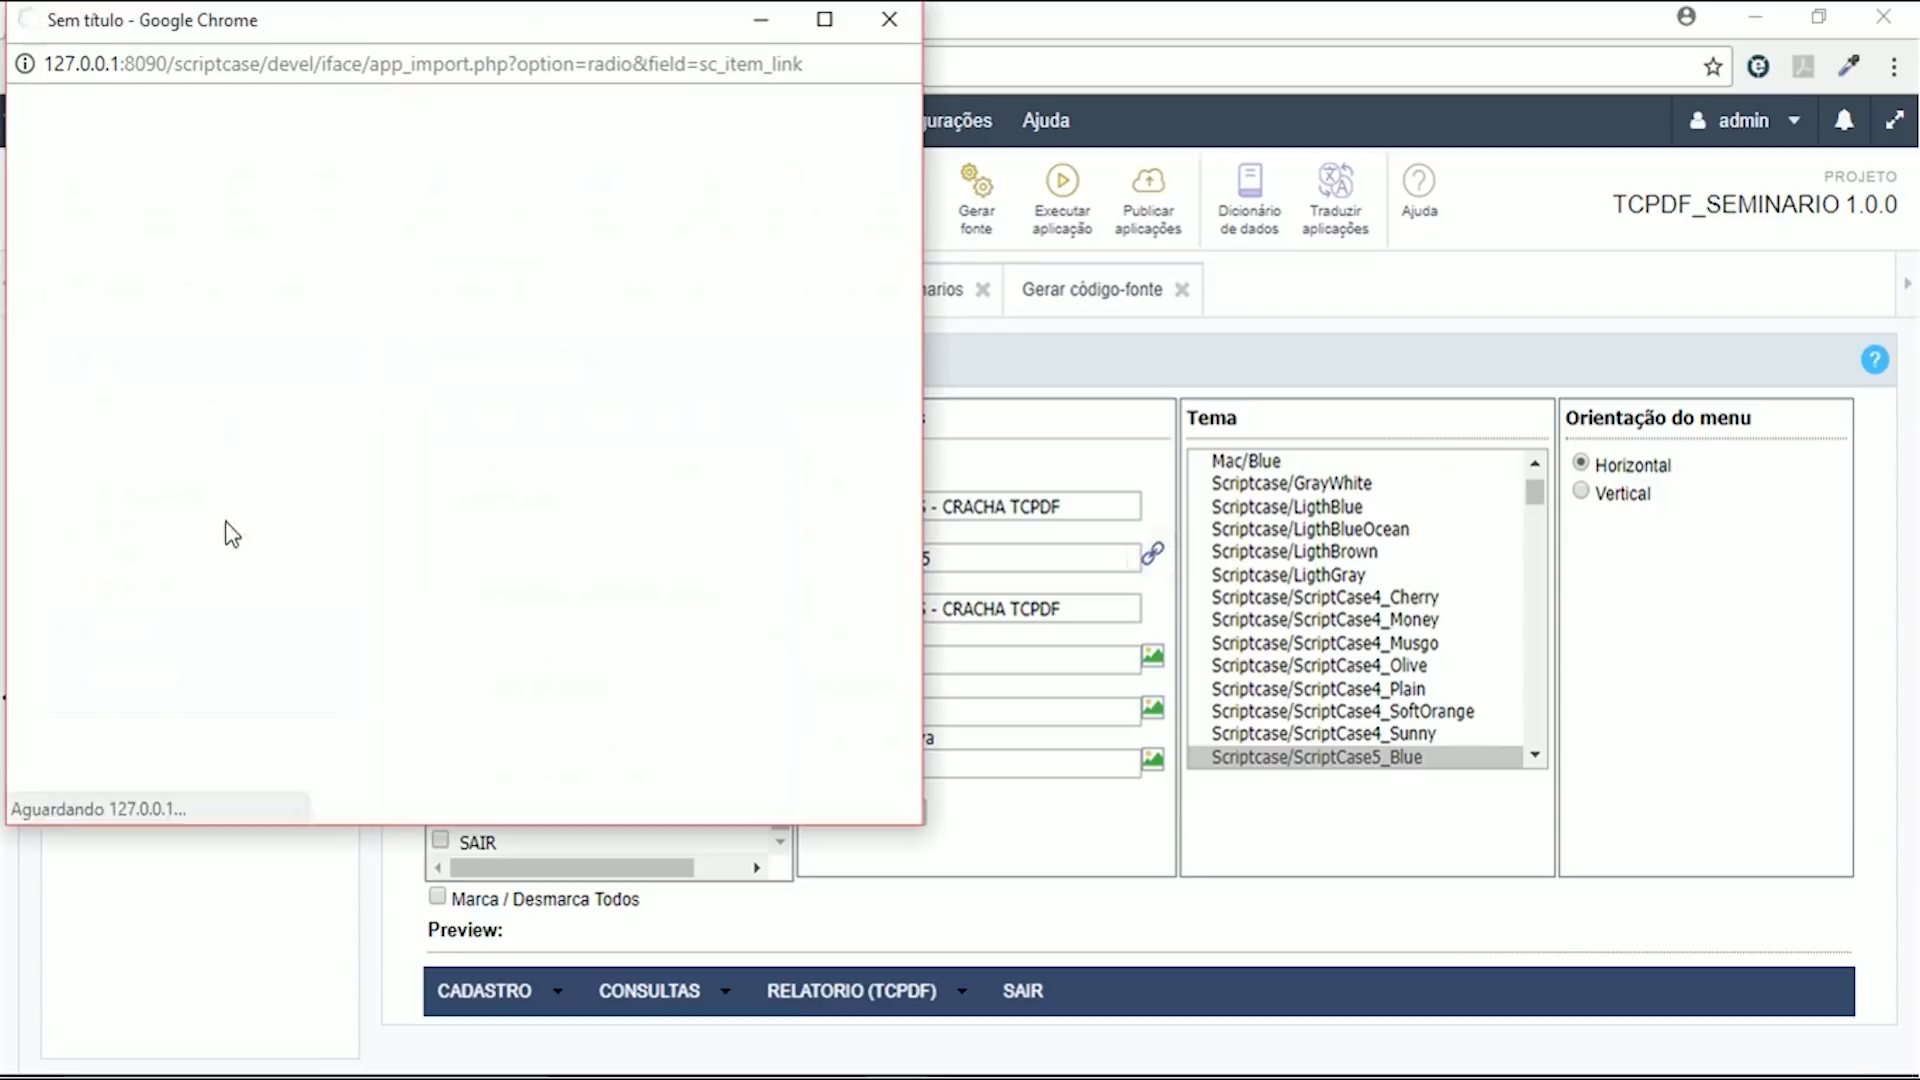 Sem título - Google Chrome
127.0.0.1:8090/scriptcase/devel/iface/app_import.php?option=radio&field=sc_item_link
gurações
Ajuda
admin
Gerar fonte
Executar aplicação
Publicar aplicações
Dicionário de dados
Traduzir aplicações
Ajuda
PROJETO
TCPDF_SEMINARIO 1.0.0
narios
Gerar código-fonte
?
Tema
Orientação do menu
Mac/Blue
Scriptcase/GrayWhite
Scriptcase/LigthBlue
Scriptcase/LigthBlueOcean
Scriptcase/LigthBrown
Scriptcase/LigthGray
Scriptcase/ScriptCase4_Cherry
Scriptcase/ScriptCase4_Money
Scriptcase/ScriptCase4_Musgo
Scriptcase/ScriptCase4_Olive
Scriptcase/ScriptCase4_Plain
Scriptcase/ScriptCase4_SoftOrange
Scriptcase/ScriptCase4_Sunny
Scriptcase/ScriptCase5_Blue
Horizontal
Vertical
S - CRACHA TCPDF
5
S - CRACHA TCPDF
va
Aguardando 127.0.0.1...
SAIR
Marca / Desmarca Todos
Preview:
CADASTRO
CONSULTAS
RELATORIO (TCPDF)
SAIR